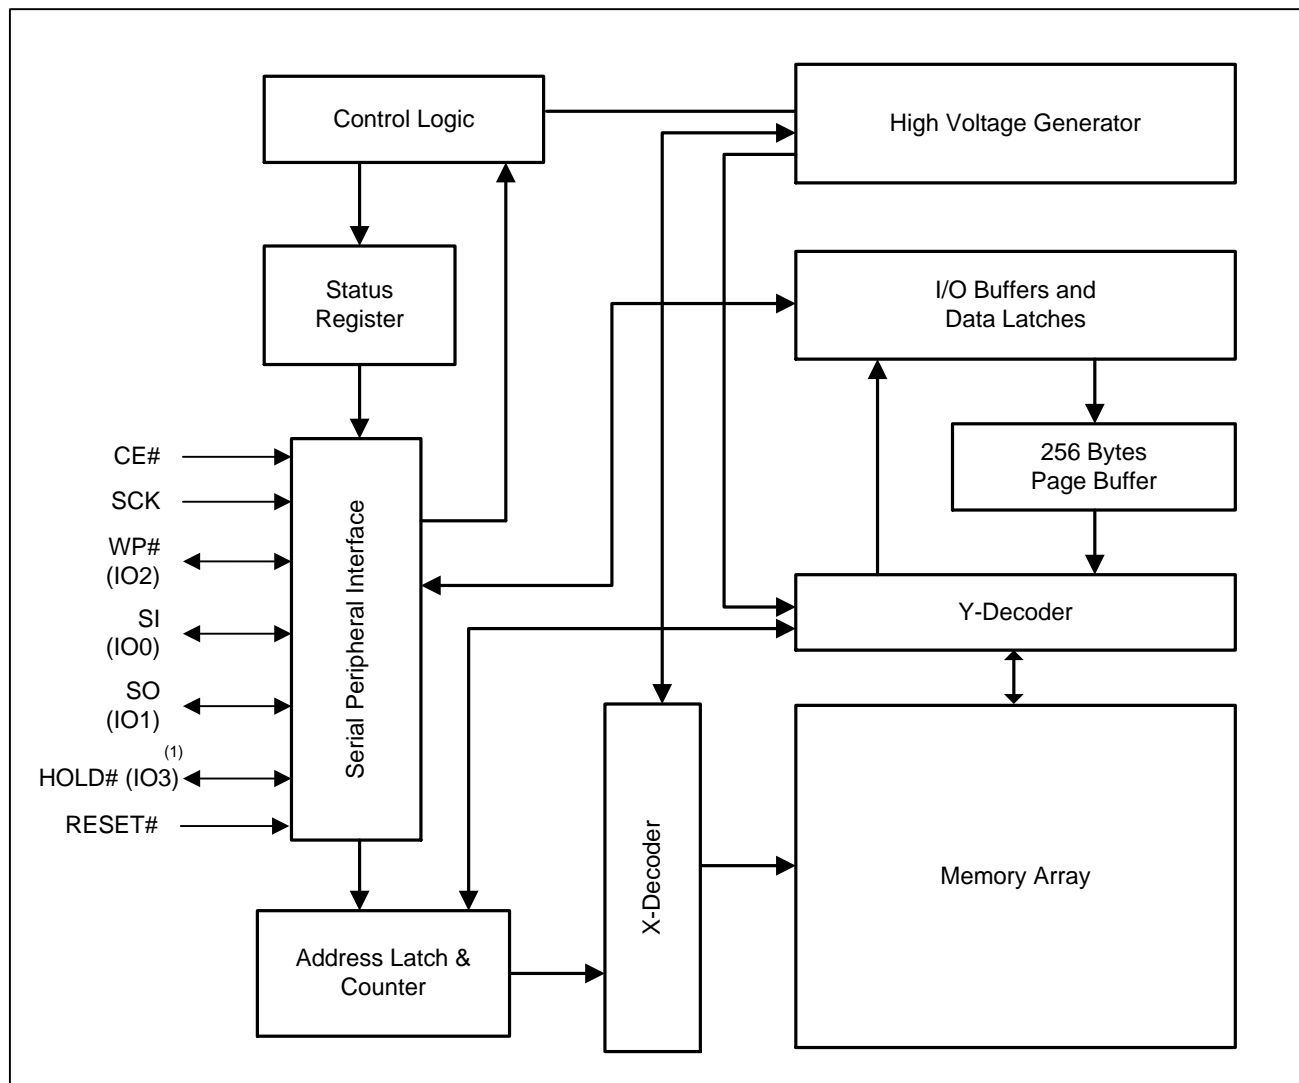 Control Logic
High Voltage Generator
Status
Register
I/O Buffers and
Data Latches
256 Bytes
Page Buffer
Y-Decoder
CE#
SCK
WP#
(IO2)
SI
(IO0)
SO
(IO1)
(1)
HOLD# (IO3)
RESET#
Serial Peripheral Interface
X-Decoder
Memory Array
Address Latch &
Counter